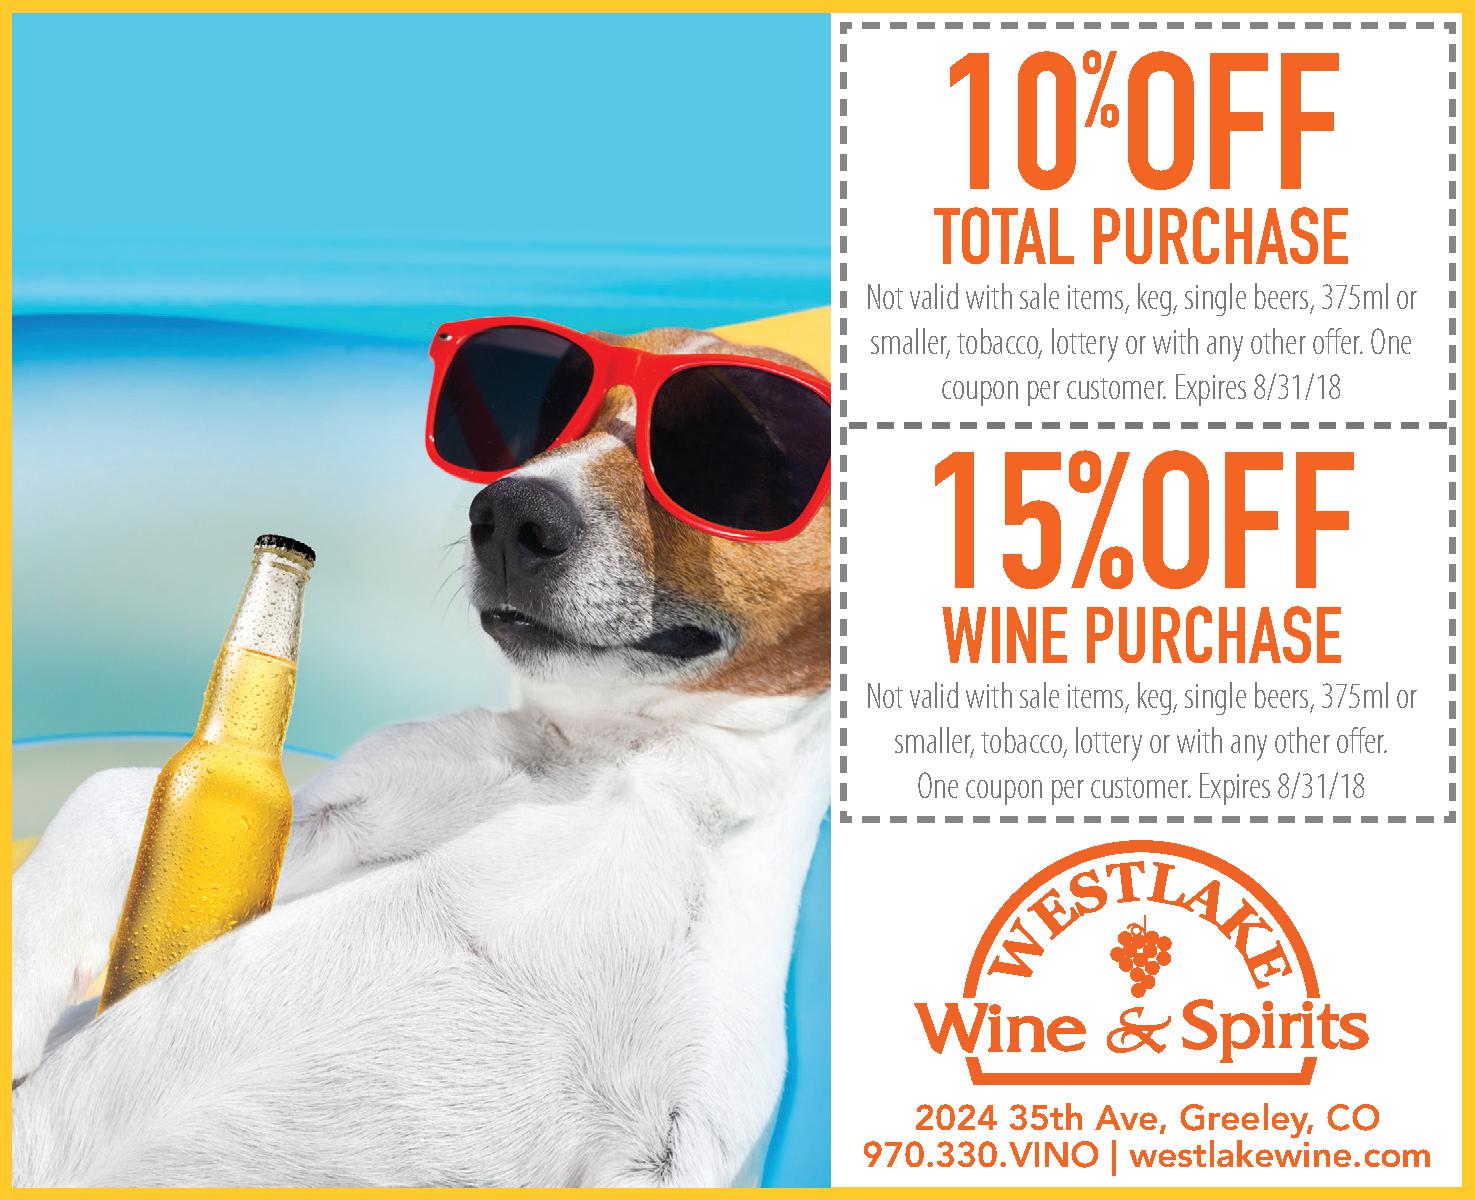 10%OFF
TOTAL PURCHASE
Not valid with sale items, keg, single beers, 375ml or
smaller, tobacco, lottery or with any other offer. One
coupon per customer. Expires 8/31/18
15%OFF
WINE PURCHASE
Not valid with sale items, keg, single beers, 375ml or
smaller, tobacco, lottery or with any other offer.
One coupon per customer. Expires 8/31/18
WESTLAKE
Wine & Spirits
2024 35th Ave, Greeley, CO
970.330.VINO | westlakewine.com